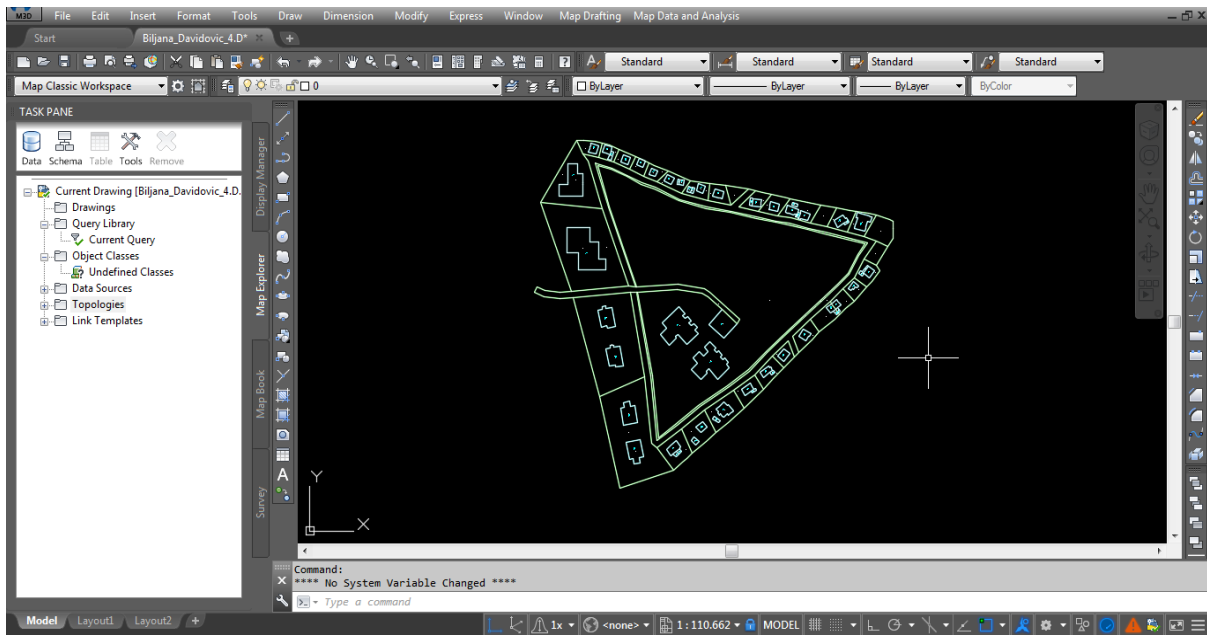 M3D File Edit Insert Format Tools Draw Dimension Modify Express Window Map Drafting Map Data and Analysis
Start Biljana_Davidovic_4.D*
Standard Standard Standard Standard
Map Classic Workspace 0 ByLayer ByLayer ByLayer ByColor
TASK PANE
Data Schema Table Tools Remove
Current Drawing [Biljana_Davidovic_4.D.
Drawings
Query Library
Current Query
Object Classes
Undefined Classes
Data Sources
Topologies
Link Templates
Display Manager
Map Explorer
Map Book
Survey
A
Y
X
Command:
**** No System Variable Changed ****
Type a command
Model Layout1 Layout2 + 1x <none> 1 : 110.662 MODEL